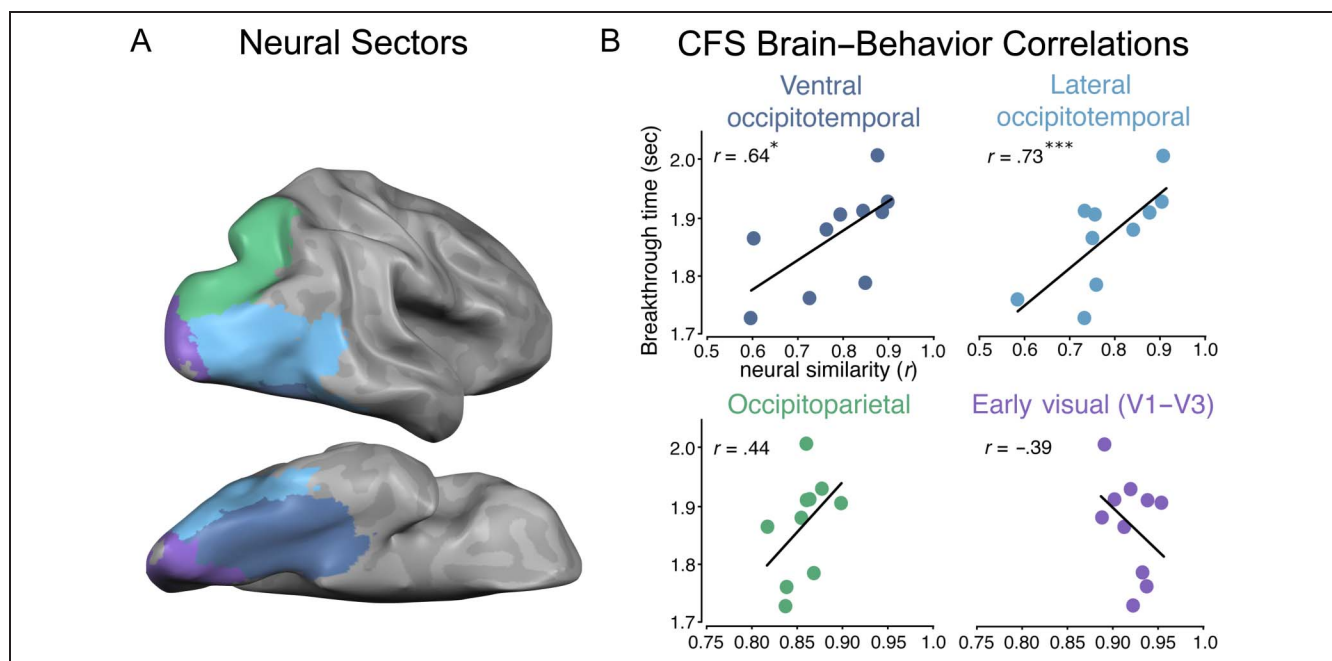 A Neural Sectors
B CFS Brain–Behavior Correlations
Ventral
occipitotemporal
Breakthrough time (sec)
r = .64*
2.0
1.9
1.8
1.7
0.5 0.6 0.7 0.8 0.9 1.0
neural similarity (r)
Lateral
occipitotemporal
r = .73***
0.5 0.6 0.7 0.8 0.9 1.0
Occipitoparietal
r = .44
2.0
1.9
1.8
1.7
0.75 0.80 0.85 0.90 0.95 1.0
Early visual (V1–V3)
r = –.39
0.75 0.80 0.85 0.90 0.95 1.0